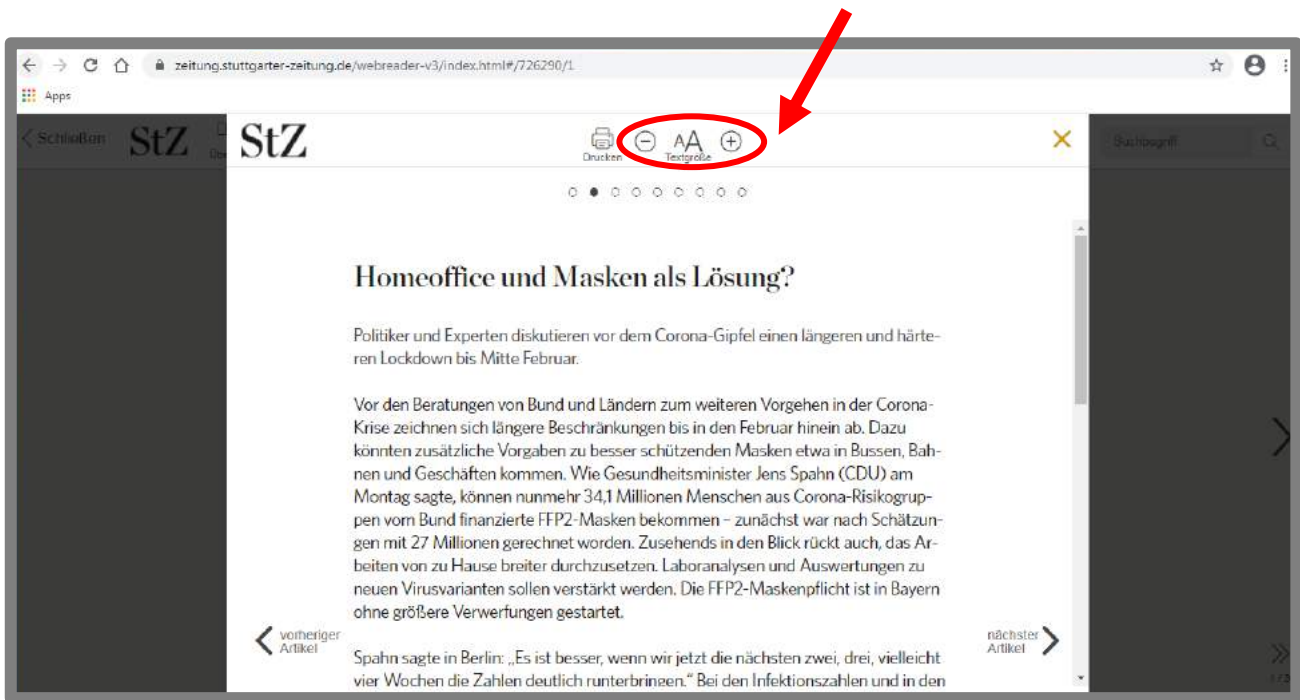 zeitung.stuttgarter-zeitung.de/webreader-v3/index.html#/726290/1
Apps
Schließen StZ StZ Drucken AA Textgröße Suchbegriff
Homeoffice und Masken als Lösung?
Politiker und Experten diskutieren vor dem Corona-Gipfel einen längeren und härte-
ren Lockdown bis Mitte Februar.
Vor den Beratungen von Bund und Ländern zum weiteren Vorgehen in der Corona-
Krise zeichnen sich längere Beschränkungen bis in den Februar hinein ab. Dazu
könnten zusätzliche Vorgaben zu besser schützenden Masken etwa in Bussen, Bah-
nen und Geschäften kommen. Wie Gesundheitsminister Jens Spahn (CDU) am
Montag sagte, können nunmehr 34,1 Millionen Menschen aus Corona-Risikogrup-
pen vom Bund finanzierte FFP2-Masken bekommen – zunächst war nach Schätzun-
gen mit 27 Millionen gerechnet worden. Zusehends in den Blick rückt auch, das Ar-
beiten von zu Hause breiter durchzusetzen. Laboranalysen und Auswertungen zu
neuen Virusvarianten sollen verstärkt werden. Die FFP2-Maskenpflicht ist in Bayern
ohne größere Verwerfungen gestartet.
vorheriger
Artikel
nächster
Artikel
Spahn sagte in Berlin: „Es ist besser, wenn wir jetzt die nächsten zwei, drei, vielleicht
vier Wochen die Zahlen deutlich runterbringen.“ Bei den Infektionszahlen und in den